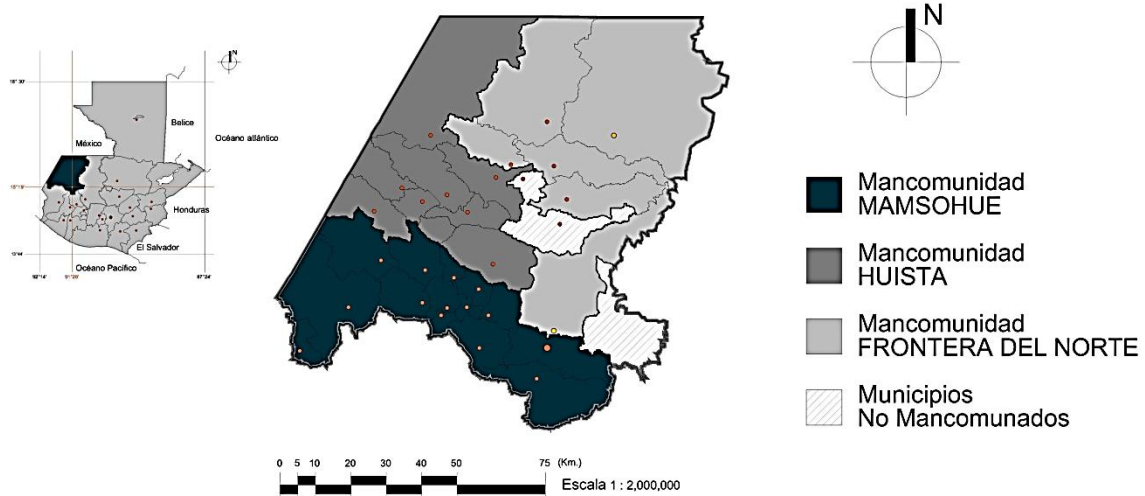 N
México
Belice
Océano atlántico
Honduras
El Salvador
Océano Pacífico
N
Mancomunidad
MAMSOHUE
Mancomunidad
HUISTA
Mancomunidad
FRONTERA DEL NORTE
Municipios
No Mancomunados
0 5 10 20 30 40 50 75 (Km.)
Escala 1 : 2,000,000